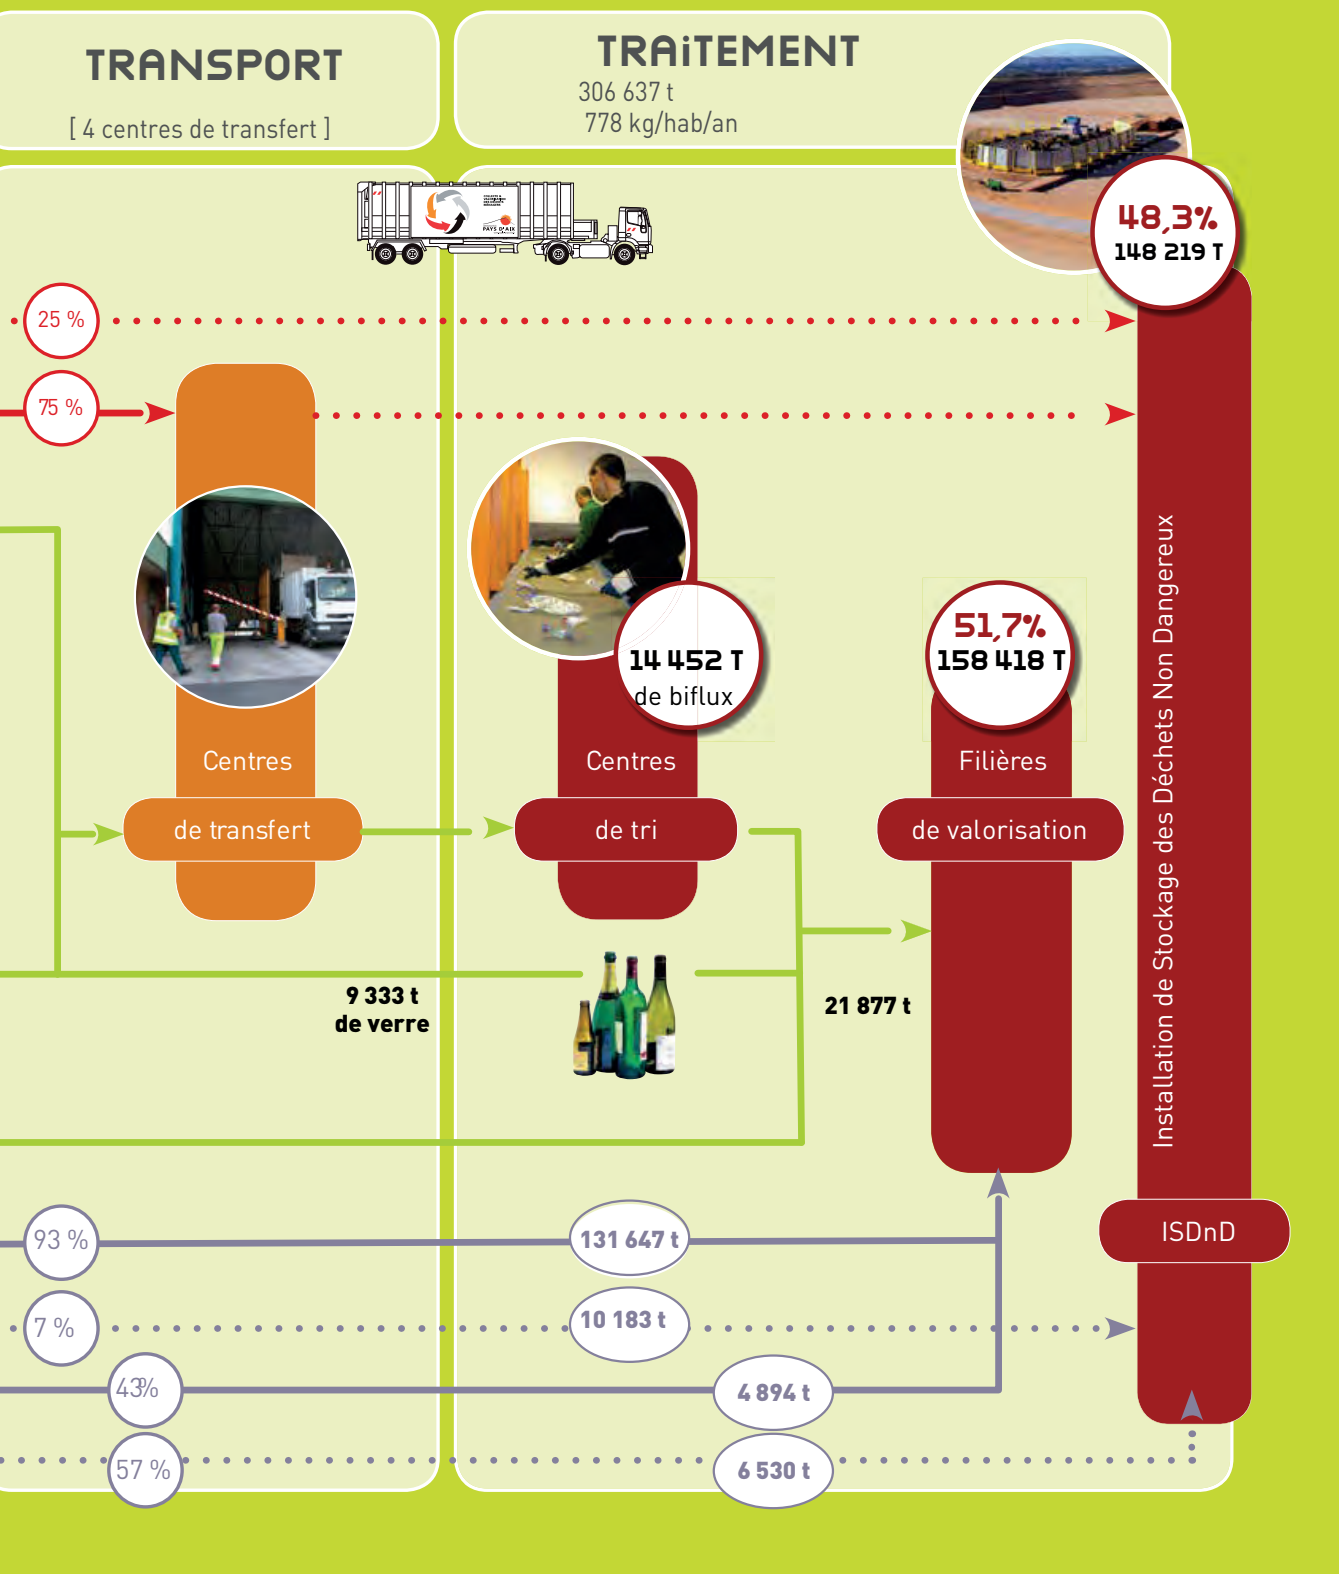 TRANSPORT
[ 4 centres de transfert ]
TRAiTEMENT
306 637 t
778 kg/hab/an
PAYS D'AIX
48,3%
148 219 T
25 %
75 %
14 452 T
de biflux
51,7%
158 418 T
Centres
de transfert
Centres
de tri
Filières
de valorisation
Installation de Stockage des Déchets Non Dangereux
9 333 t
de verre
21 877 t
ISDnD
93 %
131 647 t
7 %
10 183 t
43%
4 894 t
57 %
6 530 t